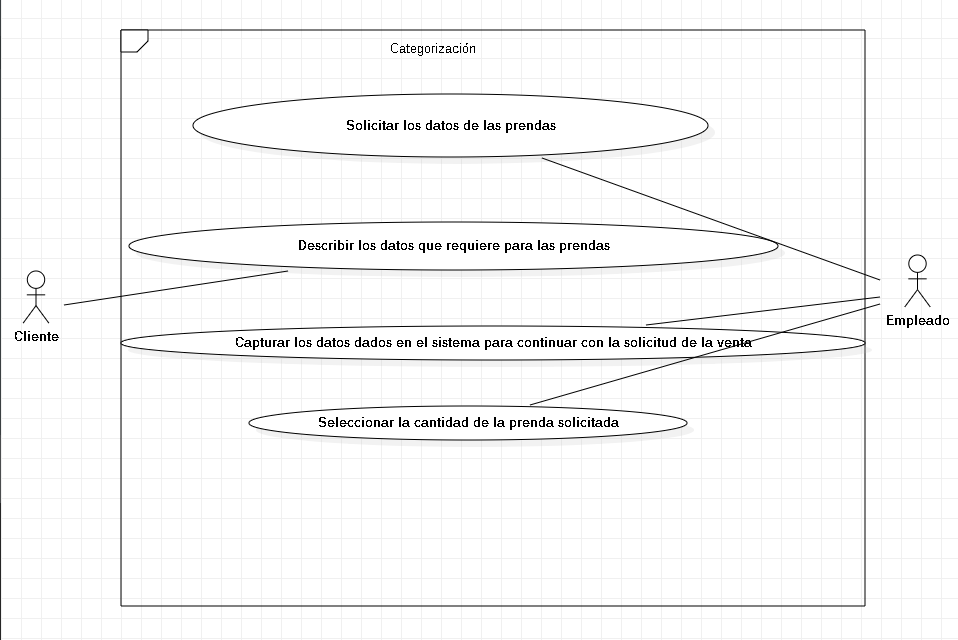 Categorización
Solicitar los datos de las prendas
Describir los datos que requiere para las prendas
Cliente
Empleado
Capturar los datos dados en el sistema para continuar con la solicitud de la venta
Seleccionar la cantidad de la prenda solicitada